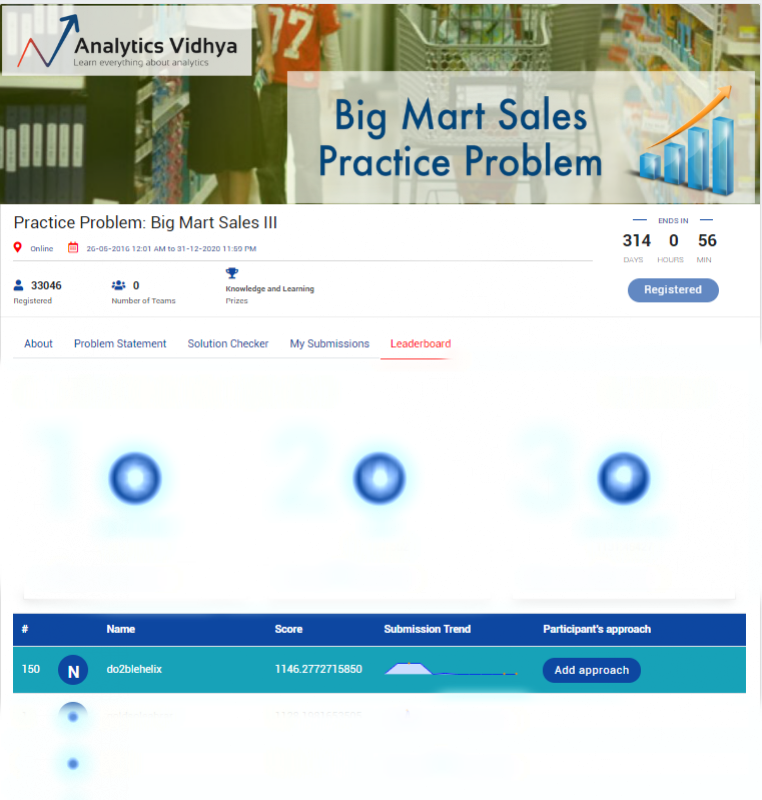 Analytics Vidhya
Learn everything about analytics
Big Mart Sales
Practice Problem
Practice Problem: Big Mart Sales III
ENDS IN
Online 26-05-2016 12:01 AM to 31-12-2020 11:59 PM
314 0 56
DAYS HOURS MIN
33046 0
Knowledge and Learning
Registered
Registered Number of Teams Prizes
About Problem Statement Solution Checker My Submissions Leaderboard
1 2 3
# Name Score Submission Trend Participant's approach
150 N do2blehelix 1146.2772715850 Add approach